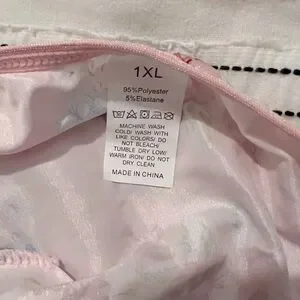 1XL
95%Polyester
5%Elastane
MACHINE WASH
COLD/ WASH WITH
LIKE COLORS/ DO
NOT BLEACH/
TUMBLE DRY LOW/
WARM IRON/ DO NOT
DRY CLEAN
MADE IN CHINA